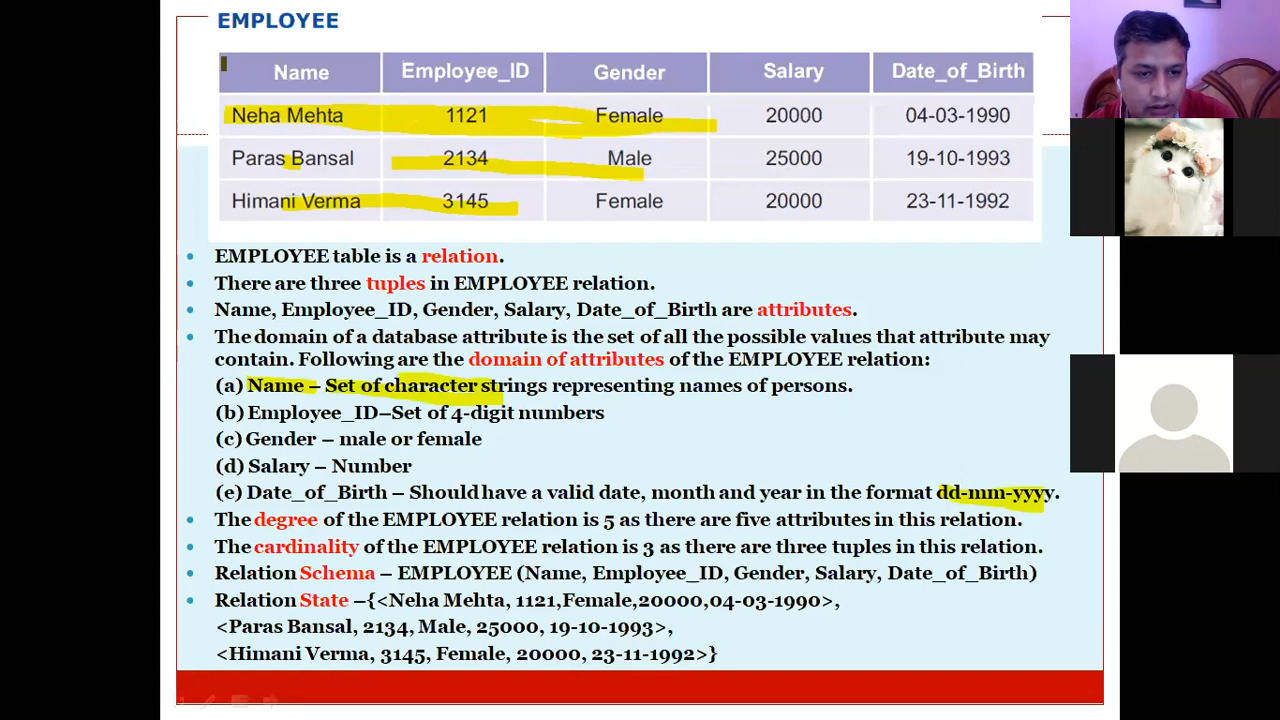 EMPLOYEE
Name Employee_ID Gender Salary Date_of_Birth
Neha Mehta 1121 Female 20000 04-03-1990
Paras Bansal 2134 Male 25000 19-10-1993
Himani Verma 3145 Female 20000 23-11-1992
• EMPLOYEE table is a relation.
• There are three tuples in EMPLOYEE relation.
• Name, Employee_ID, Gender, Salary, Date_of_Birth are attributes.
• The domain of a database attribute is the set of all the possible values that attribute may
contain. Following are the domain of attributes of the EMPLOYEE relation:
(a) Name – Set of character strings representing names of persons.
(b) Employee_ID–Set of 4-digit numbers
(c) Gender – male or female
(d) Salary – Number
(e) Date_of_Birth – Should have a valid date, month and year in the format dd-mm-yyyy.
• The degree of the EMPLOYEE relation is 5 as there are five attributes in this relation.
• The cardinality of the EMPLOYEE relation is 3 as there are three tuples in this relation.
• Relation Schema – EMPLOYEE (Name, Employee_ID, Gender, Salary, Date_of_Birth)
• Relation State –{<Neha Mehta, 1121,Female,20000,04-03-1990>,
<Paras Bansal, 2134, Male, 25000, 19-10-1993>,
<Himani Verma, 3145, Female, 20000, 23-11-1992>}